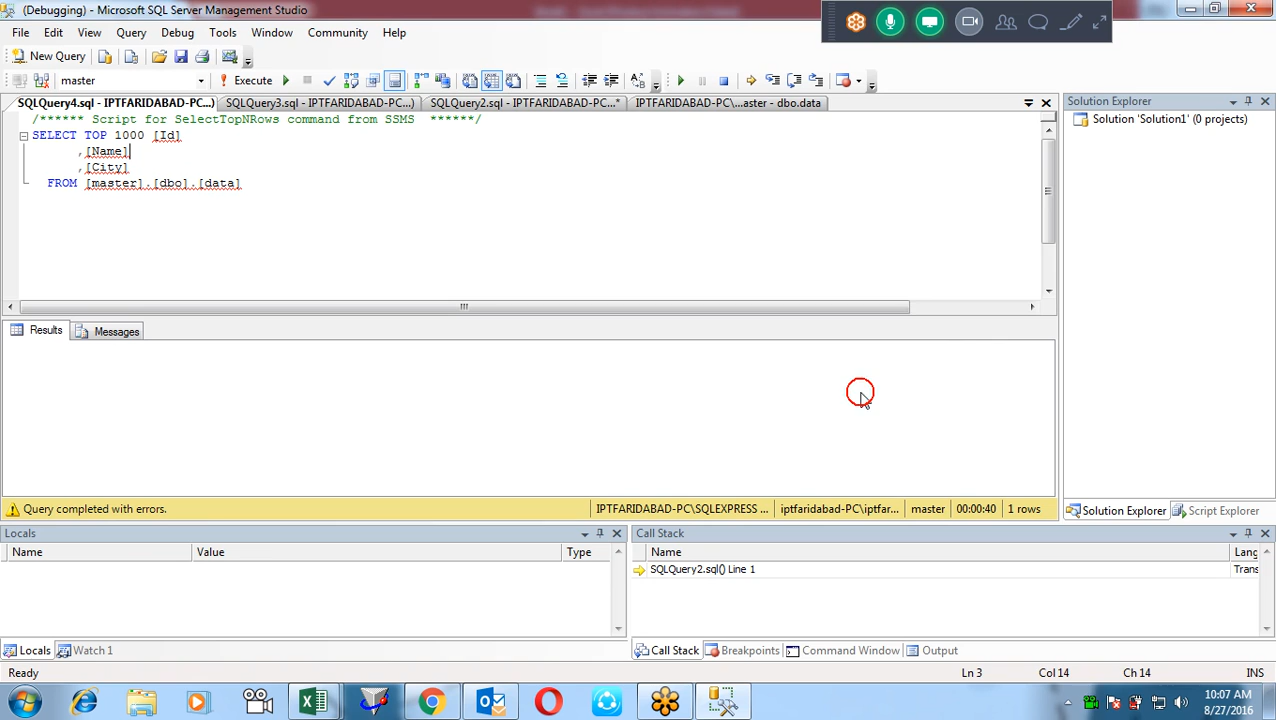 (Debugging) - Microsoft SQL Server Management Studio
File Edit View Query Debug Tools Window Community Help
New Query
master Execute
SQLQuery4.sql - IPTFARIDABAD-PC...) SQLQuery3.sql - IPTFARIDABAD-PC...) SQLQuery2.sql - IPTFARIDABAD-PC...* IPTFARIDABAD-PC\...aster - dbo.data
Solution Explorer
Solution 'Solution1' (0 projects)
/****** Script for SelectTopNRows command from SSMS ******/
SELECT TOP 1000 [Id]
,[Name]
,[City]
FROM [master].[dbo].[data]
Results Messages
Query completed with errors. IPTFARIDABAD-PC\SQLEXPRESS ... iptfaridabad-PC\iptfar... master 00:00:40 1 rows
Solution Explorer Script Explorer
Locals
Name Value Type
Call Stack
Name Lang
SQLQuery2.sql() Line 1 Trans
Locals Watch 1
Call Stack Breakpoints Command Window Output
Ready Ln 3 Col 14 Ch 14 INS
10:07 AM
8/27/2016